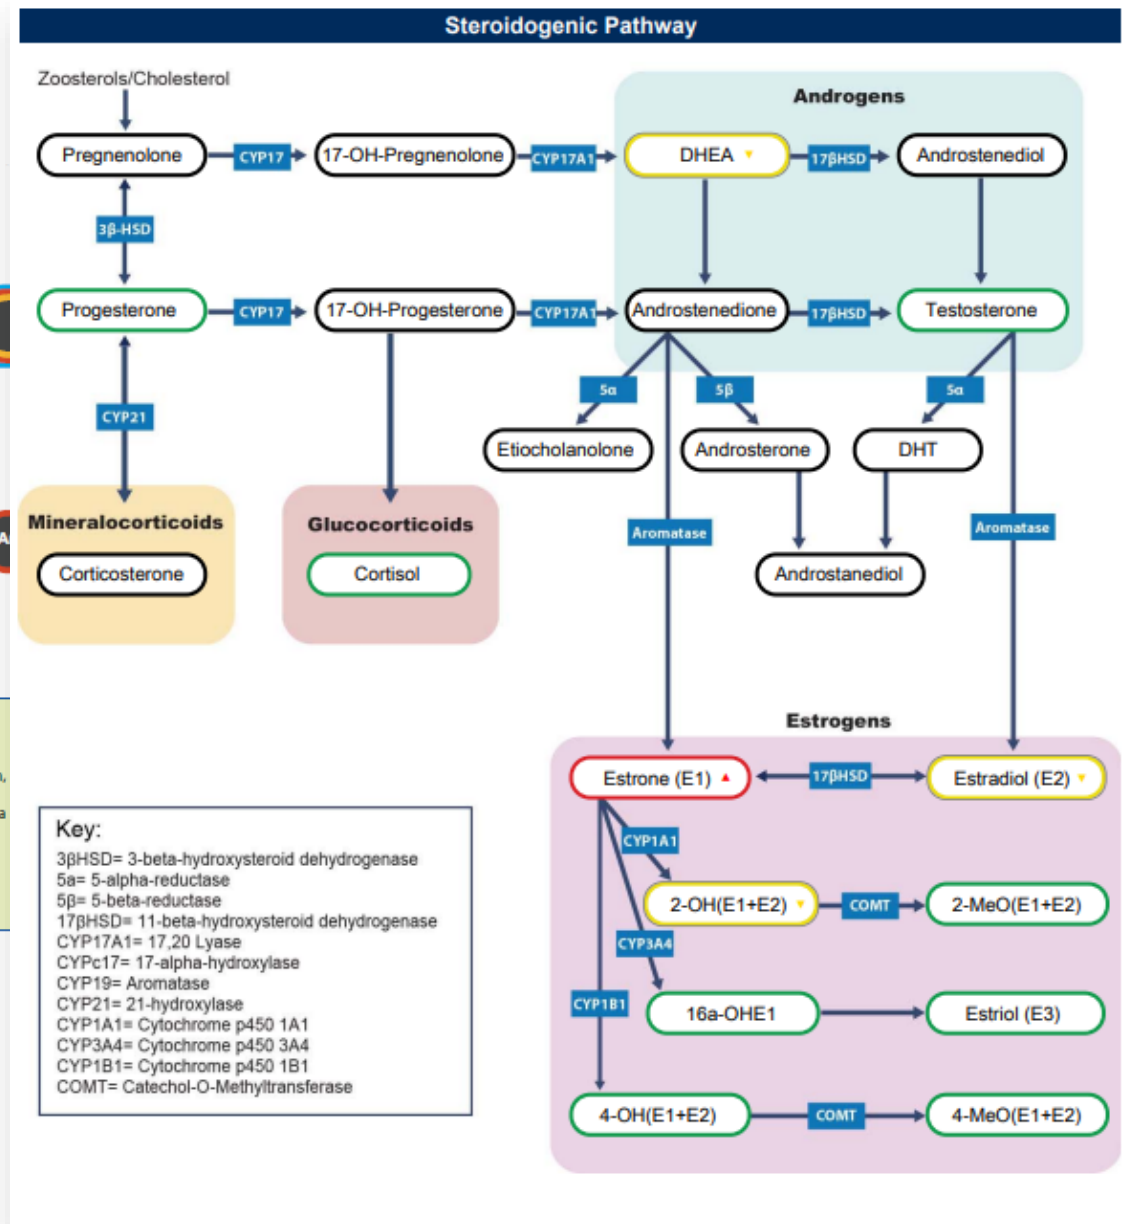 Steroidogenic Pathway
Zoosterols/Cholesterol
Androgens
Pregnenolone
CYP17
17-OH-Pregnenolone
CYP17A1
DHEA
17βHSD
Androstenediol
3β-HSD
Progesterone
CYP17
17-OH-Progesterone
CYP17A1
Androstenedione
17βHSD
Testosterone
5α
5β
5α
CYP21
Etiocholanolone
Androsterone
DHT
Mineralocorticoids
Glucocorticoids
Aromatase
Aromatase
Corticosterone
Cortisol
Androstanediol
Estrogens
Estrone (E1)
17βHSD
Estradiol (E2)
CYP1A1
2-OH(E1+E2)
COMT
2-MeO(E1+E2)
CYP3A4
CYP1B1
16a-OHE1
Estriol (E3)
4-OH(E1+E2)
COMT
4-MeO(E1+E2)
Key:
3βHSD= 3-beta-hydroxysteroid dehydrogenase
5a= 5-alpha-reductase
5β= 5-beta-reductase
17βHSD= 11-beta-hydroxysteroid dehydrogenase
CYP17A1= 17,20 Lyase
CYPc17= 17-alpha-hydroxylase
CYP19= Aromatase
CYP21= 21-hydroxylase
CYP1A1= Cytochrome p450 1A1
CYP3A4= Cytochrome p450 3A4
CYP1B1= Cytochrome p450 1B1
COMT= Catechol-O-Methyltransferase